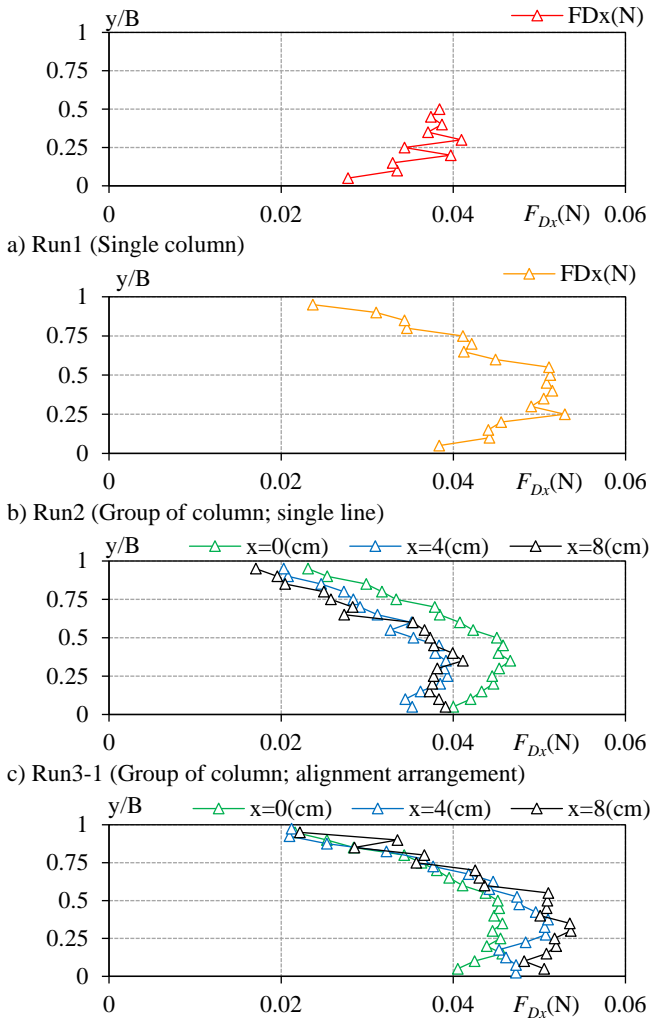 y/B
FDx(N)
1
0.75
0.5
0.25
0
0 0.02 0.04 0.06
F_Dx(N)
a) Run1 (Single column)
y/B
FDx(N)
1
0.75
0.5
0.25
0
0 0.02 0.04 0.06
F_Dx(N)
b) Run2 (Group of column; single line)
y/B
x=0(cm) x=4(cm) x=8(cm)
1
0.75
0.5
0.25
0
0 0.02 0.04 0.06
F_Dx(N)
c) Run3-1 (Group of column; alignment arrangement)
y/B
x=0(cm) x=4(cm) x=8(cm)
1
0.75
0.5
0.25
0
0 0.02 0.04 0.06
F_Dx(N)